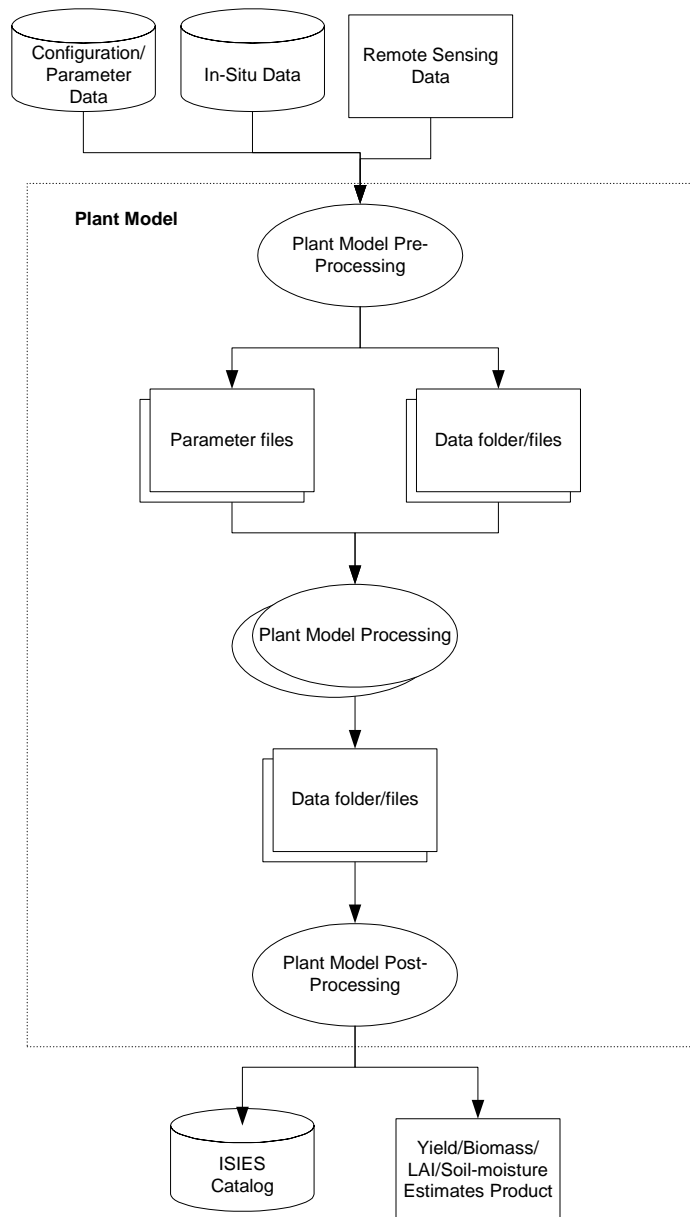 Configuration/
Parameter
Data
In-Situ Data
Remote Sensing
Data
Plant Model
Plant Model Pre-
Processing
Parameter files
Data folder/files
Plant Model Processing
Data folder/files
Plant Model Post-
Processing
ISIES
Catalog
Yield/Biomass/
LAI/Soil-moisture
Estimates Product